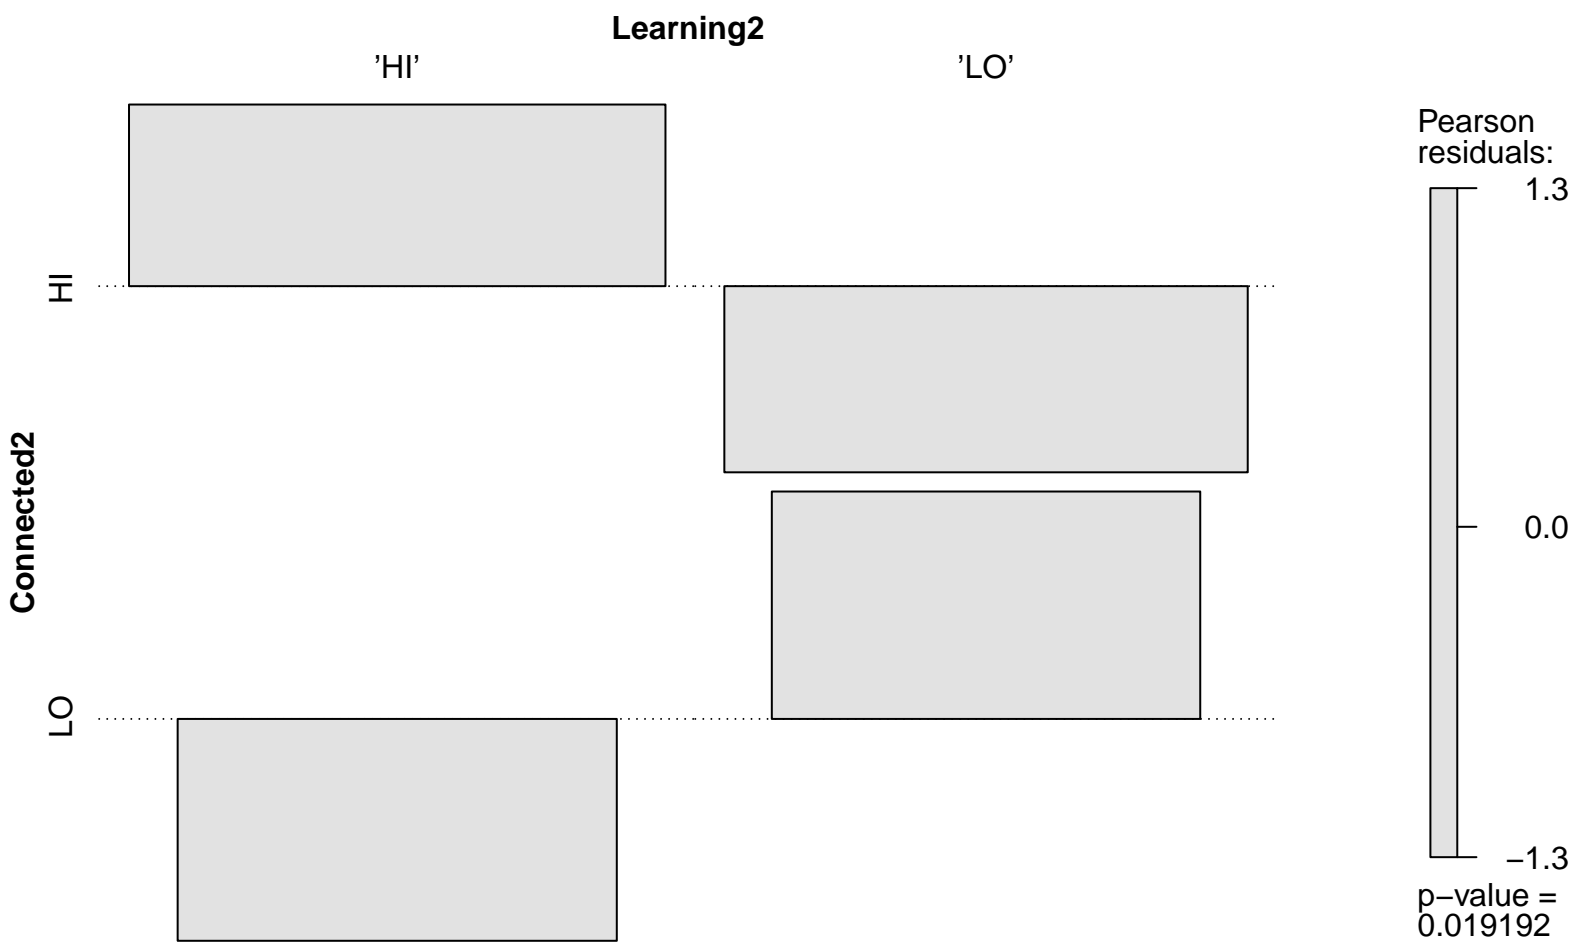 Learning2
’HI’ ’LO’
HI
LO
Connected2
Pearson
residuals:
1.3
0.0
−1.3
p−value =
0.019192